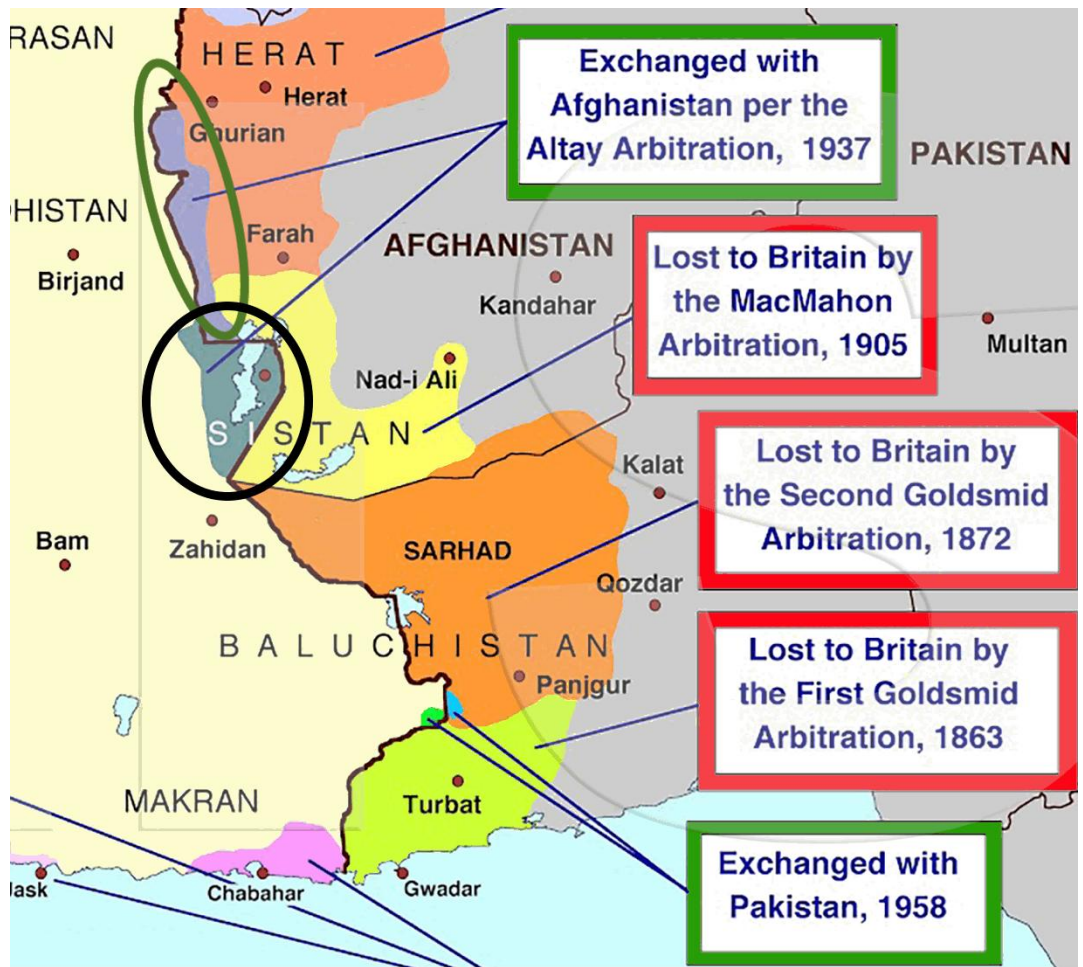 RASAN
HERAT
Herat
Ghurian
Exchanged with
Afghanistan per the
Altay Arbitration, 1937
PAKISTAN
HISTAN
Birjand
Farah
AFGHANISTAN
Kandahar
Lost to Britain by
the MacMahon
Arbitration, 1905
Multan
Nad-i Ali
SISTAN
Kalat
Lost to Britain by
the Second Goldsmid
Arbitration, 1872
Bam
Zahidan
SARHAD
Qozdar
BALUCHISTAN
Panjgur
Lost to Britain by
the First Goldsmid
Arbitration, 1863
MAKRAN
Turbat
Jask
Chabahar
Gwadar
Exchanged with
Pakistan, 1958